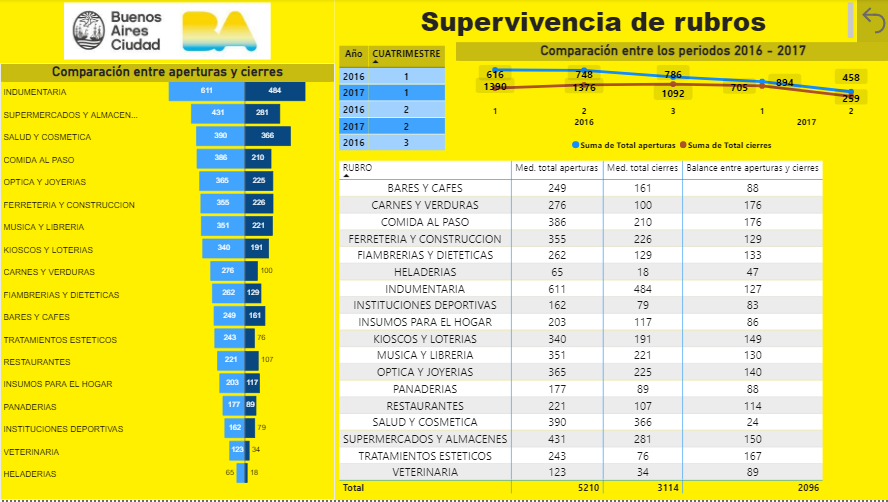 Buenos
Aires
Ciudad
BA
Supervivencia de rubros
Comparación entre aperturas y cierres
INDUMENTARIA 611 484
SUPERMERCADOS Y ALMACEN... 431 281
SALUD Y COSMETICA 390 366
COMIDA AL PASO 386 210
OPTICA Y JOYERIAS 365 225
FERRETERIA Y CONSTRUCCION 355 226
MUSICA Y LIBRERIA 351 221
KIOSCOS Y LOTERIAS 340 191
CARNES Y VERDURAS 276 100
FIAMBRERIAS Y DIETETICAS 262 129
BARES Y CAFES 249 161
TRATAMIENTOS ESTETICOS 243 76
RESTAURANTES 221 107
INSUMOS PARA EL HOGAR 203 117
PANADERIAS 177 89
INSTITUCIONES DEPORTIVAS 162 79
VETERINARIA 123 34
HELADERIAS 65 18
Año CUATRIMESTRE
2016 1
2017 1
2016 2
2017 2
2016 3
Comparación entre los periodos 2016 - 2017
616 748 786 894 458
1390 1376 1092 705 259
1 2 3 1 2
2016 2017
Suma de Total aperturas Suma de Total cierres
RUBRO Med. total aperturas Med. total cierres Balance entre aperturas y cierres
BARES Y CAFES 249 161 88
CARNES Y VERDURAS 276 100 176
COMIDA AL PASO 386 210 176
FERRETERIA Y CONSTRUCCION 355 226 129
FIAMBRERIAS Y DIETETICAS 262 129 133
HELADERIAS 65 18 47
INDUMENTARIA 611 484 127
INSTITUCIONES DEPORTIVAS 162 79 83
INSUMOS PARA EL HOGAR 203 117 86
KIOSCOS Y LOTERIAS 340 191 149
MUSICA Y LIBRERIA 351 221 130
OPTICA Y JOYERIAS 365 225 140
PANADERIAS 177 89 88
RESTAURANTES 221 107 114
SALUD Y COSMETICA 390 366 24
SUPERMERCADOS Y ALMACENES 431 281 150
TRATAMIENTOS ESTETICOS 243 76 167
VETERINARIA 123 34 89
Total 5210 3114 2096